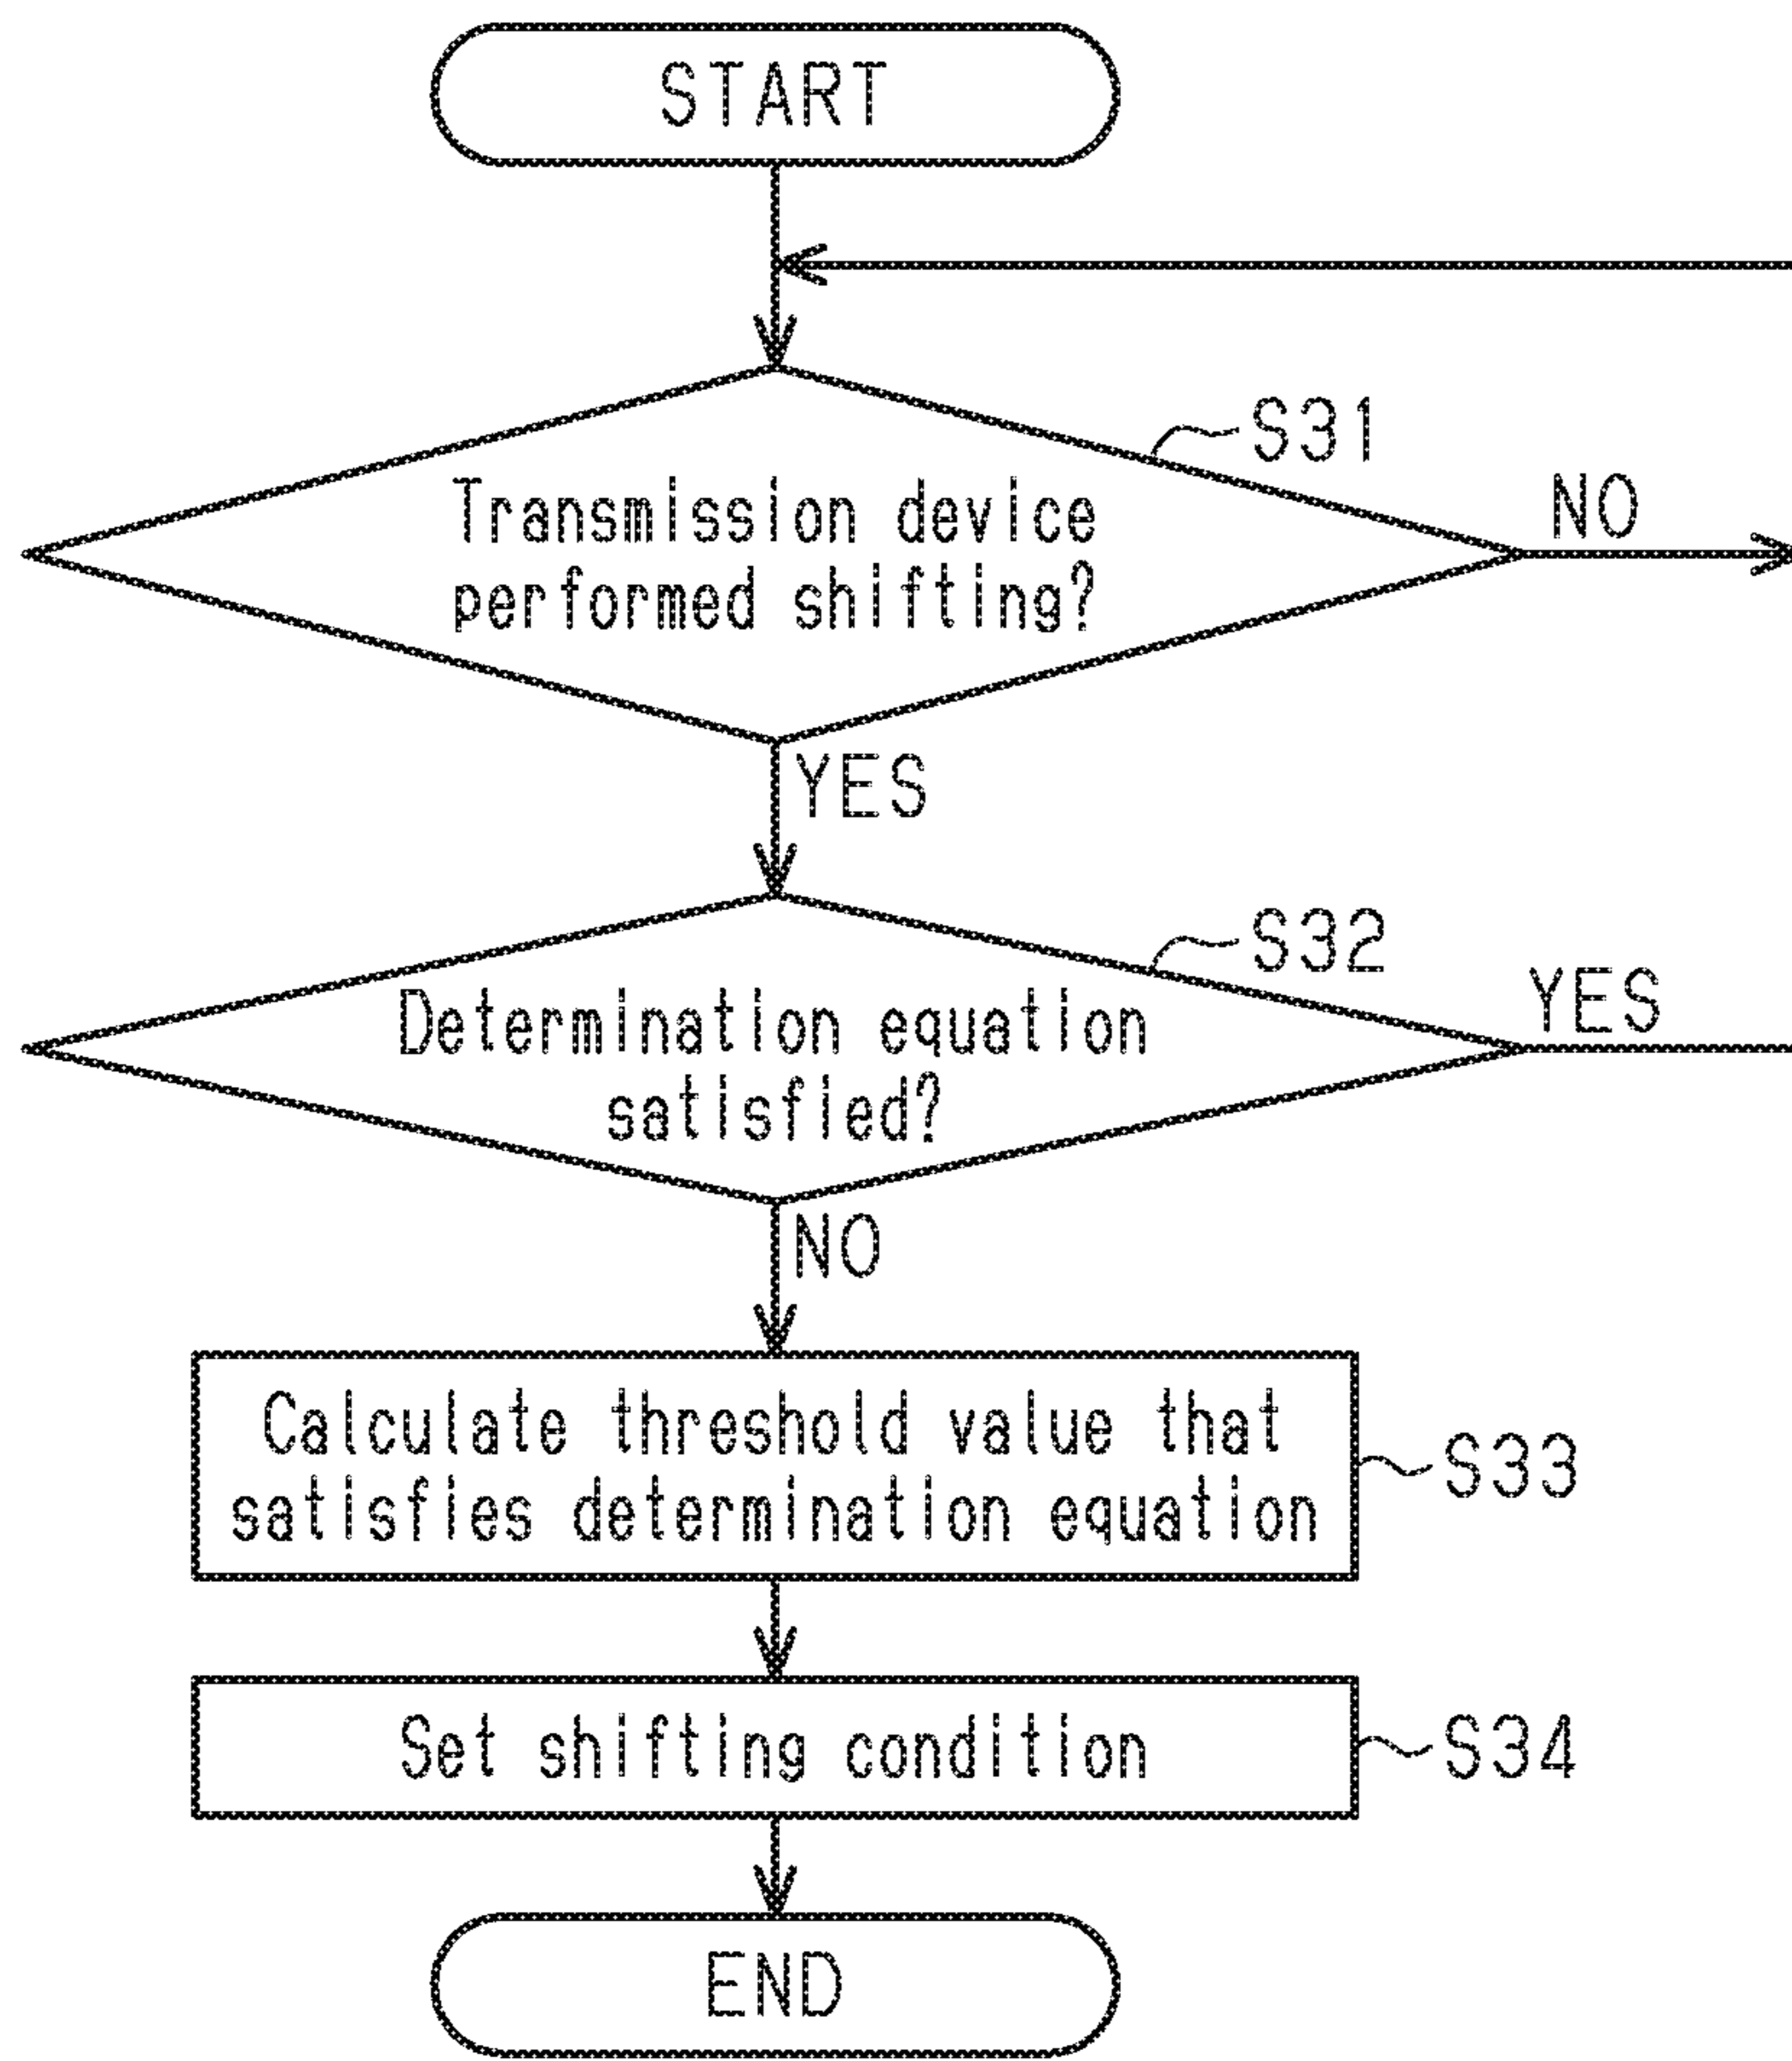 START
S31
Transmission device
performed shifting?
NO
YES
S32
Determination equation
satisfied?
YES
NO
Calculate threshold value that
satisfies determination equation
S33
Set shifting condition
S34
END